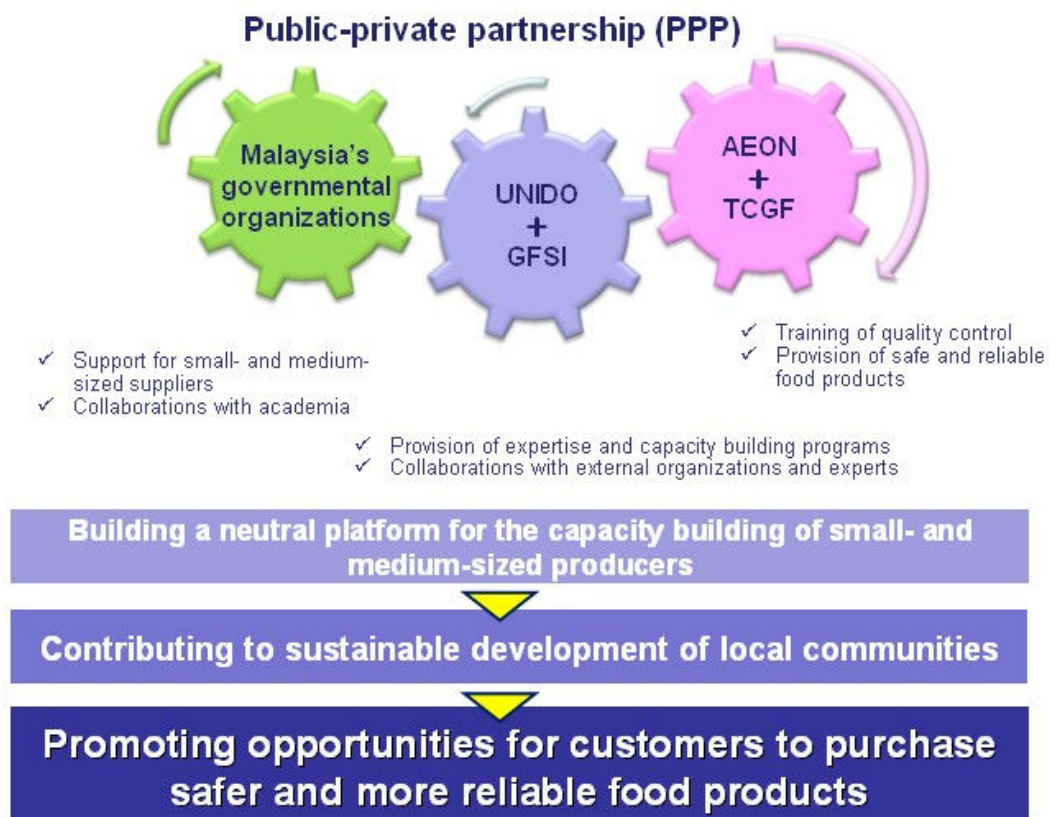 Public-private partnership (PPP)
Malaysia's
governmental
organizations
UNIDO
+
GFSI
AEON
+
TCGF
✓ Support for small- and medium-
sized suppliers
✓ Collaborations with academia
✓ Provision of expertise and capacity building programs
✓ Collaborations with external organizations and experts
✓ Training of quality control
✓ Provision of safe and reliable
food products
Building a neutral platform for the capacity building of small- and
medium-sized producers
Contributing to sustainable development of local communities
Promoting opportunities for customers to purchase
safer and more reliable food products